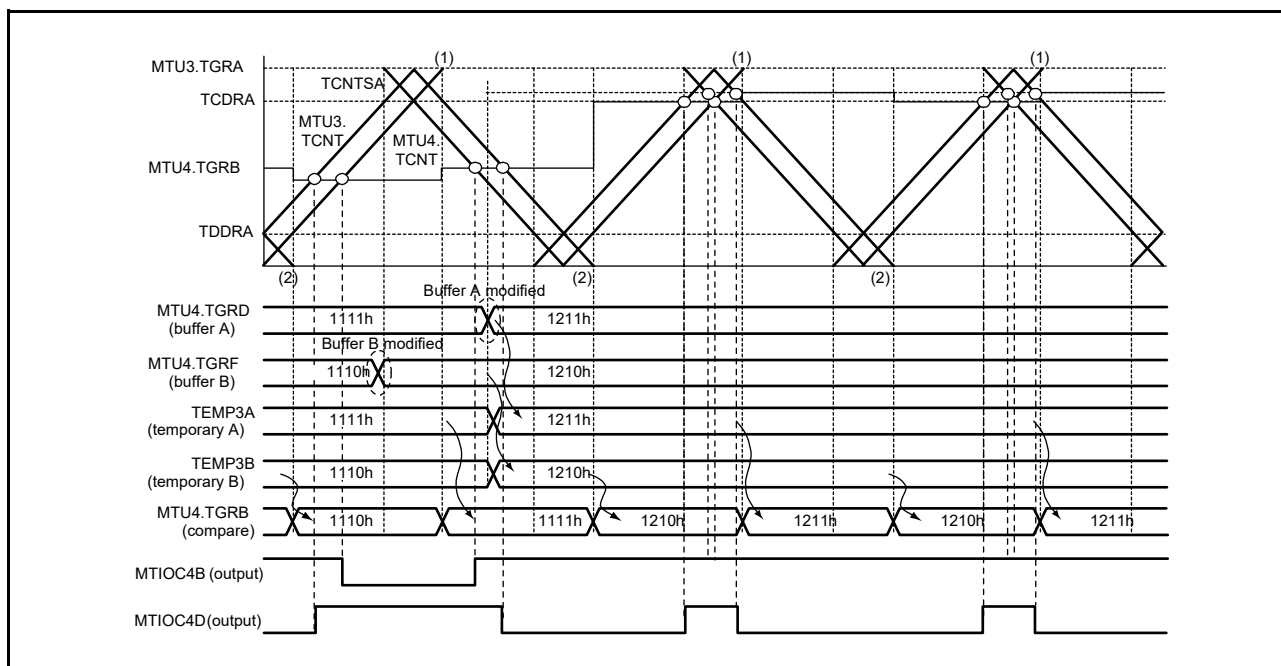 (1) (1) (1)
MTU3.TGRA
TCNTSA
TCDRA
MTU3.
TCNT
MTU4.
TCNT
MTU4.TGRB
TDDRA
(2) (2) (2)
Buffer A modified
MTU4.TGRD
(buffer A)
1111h 1211h
Buffer B modified
MTU4.TGRF
(buffer B)
1110h 1210h
TEMP3A
(temporary A)
1111h 1211h
TEMP3B
(temporary B)
1110h 1210h
MTU4.TGRB
(compare)
1110h 1111h 1210h 1211h 1210h 1211h
MTIOC4B (output)
MTIOC4D(output)